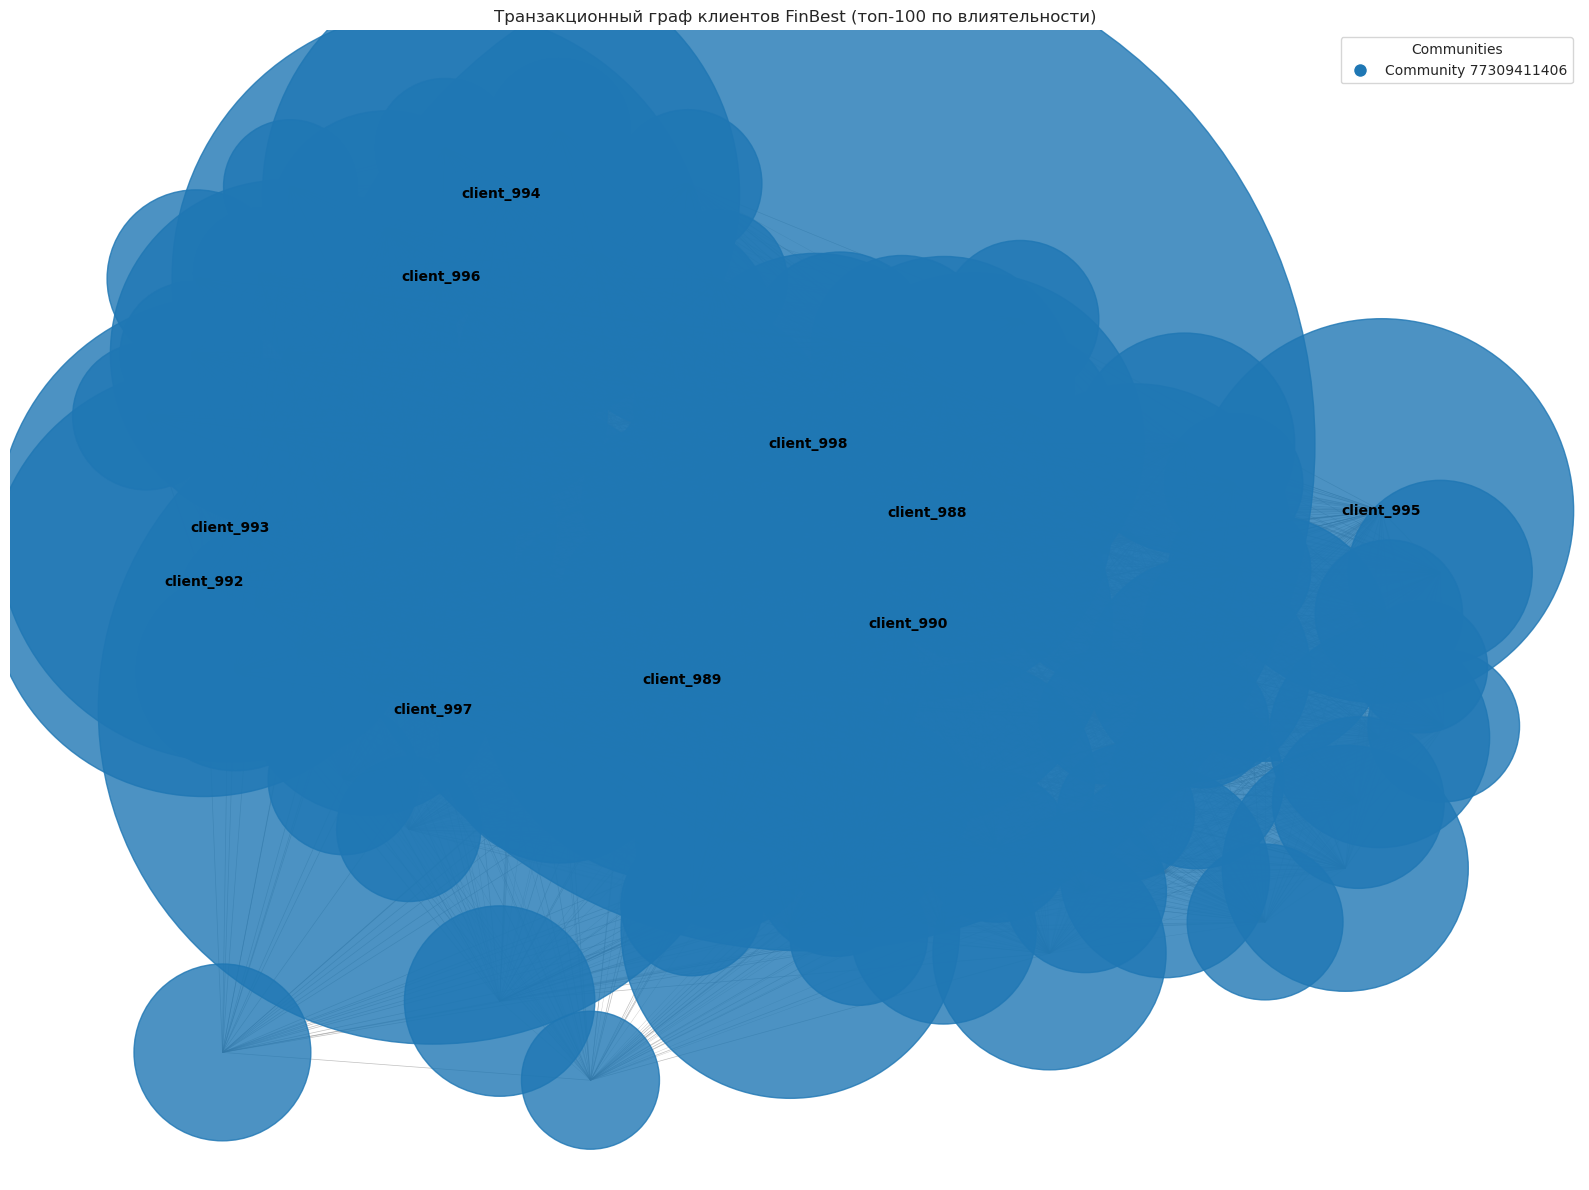 Транзакционный граф клиентов FinBest (топ-100 по влиятельности)
Communities
Community 77309411406
client_994
client_996
client_998
client_988
client_995
client_993
client_992
client_990
client_989
client_997